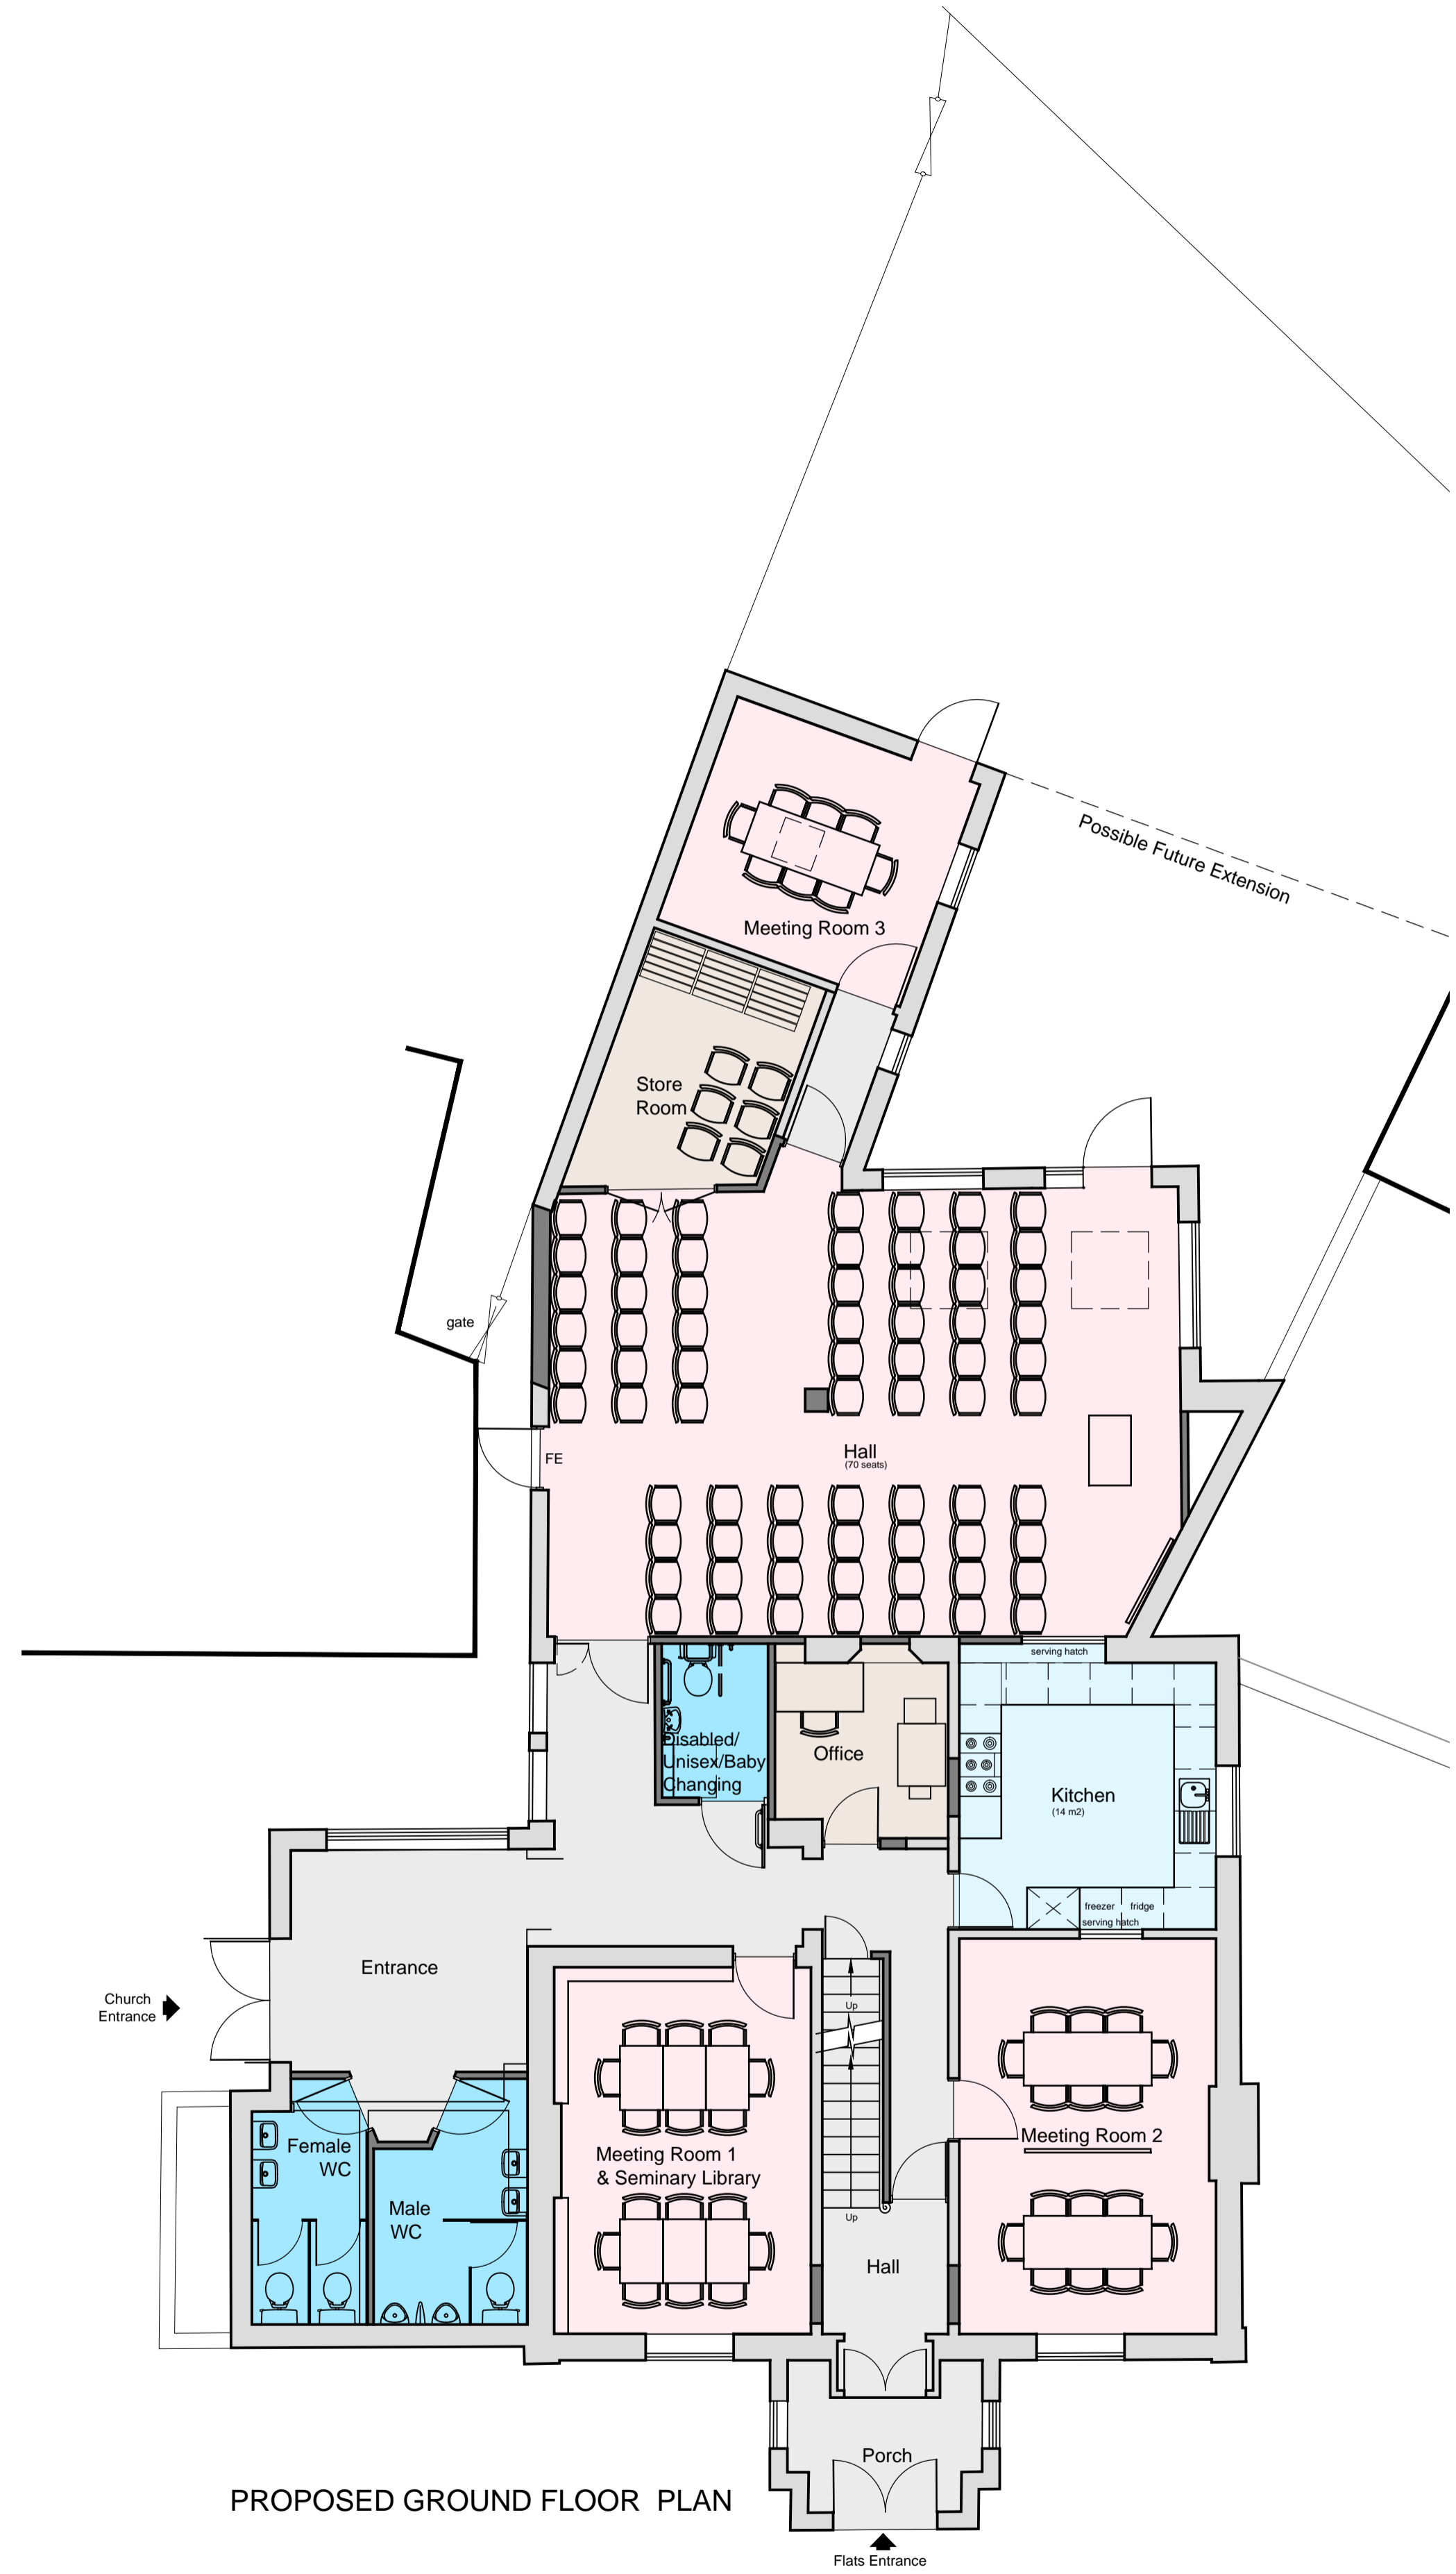 Possible Future Extension
Meeting Room 3
Store
Room
gate
FE
Hall
(70 seats)
serving hatch
Disabled/
Unisex/Baby
Changing
Office
Kitchen
(14 m2)
freezer
fridge
serving hatch
Entrance
Church
Entrance
Up
Female
WC
Male
WC
Meeting Room 1
& Seminary Library
Meeting Room 2
Up
Hall
Porch
PROPOSED GROUND FLOOR PLAN
Flats Entrance